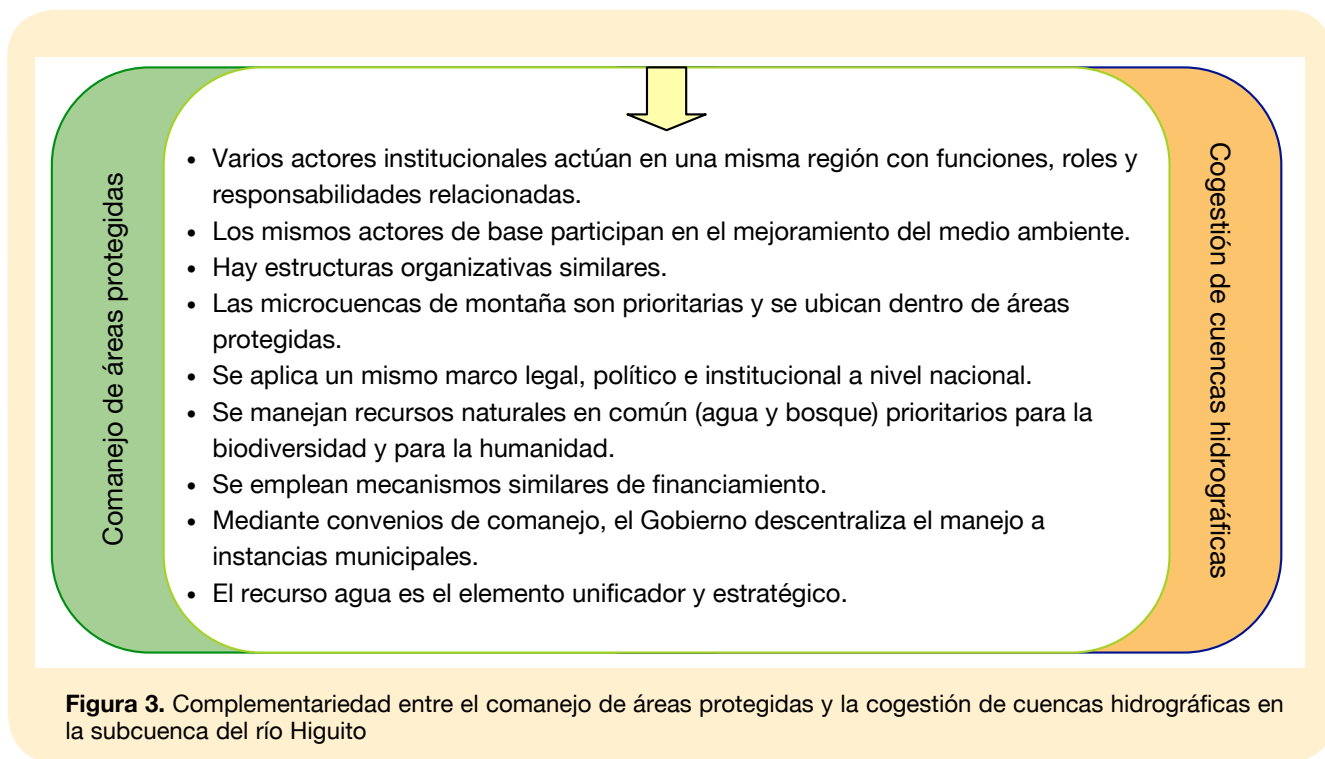 Comanejo de áreas protegidas
• Varios actores institucionales actúan en una misma región con funciones, roles y
responsabilidades relacionadas.
• Los mismos actores de base participan en el mejoramiento del medio ambiente.
• Hay estructuras organizativas similares.
• Las microcuencas de montaña son prioritarias y se ubican dentro de áreas
protegidas.
• Se aplica un mismo marco legal, político e institucional a nivel nacional.
• Se manejan recursos naturales en común (agua y bosque) prioritarios para la
biodiversidad y para la humanidad.
• Se emplean mecanismos similares de financiamiento.
• Mediante convenios de comanejo, el Gobierno descentraliza el manejo a
instancias municipales.
• El recurso agua es el elemento unificador y estratégico.
Cogestión de cuencas hidrográficas
Figura 3. Complementariedad entre el comanejo de áreas protegidas y la cogestión de cuencas hidrográficas en
la subcuenca del río Higuito